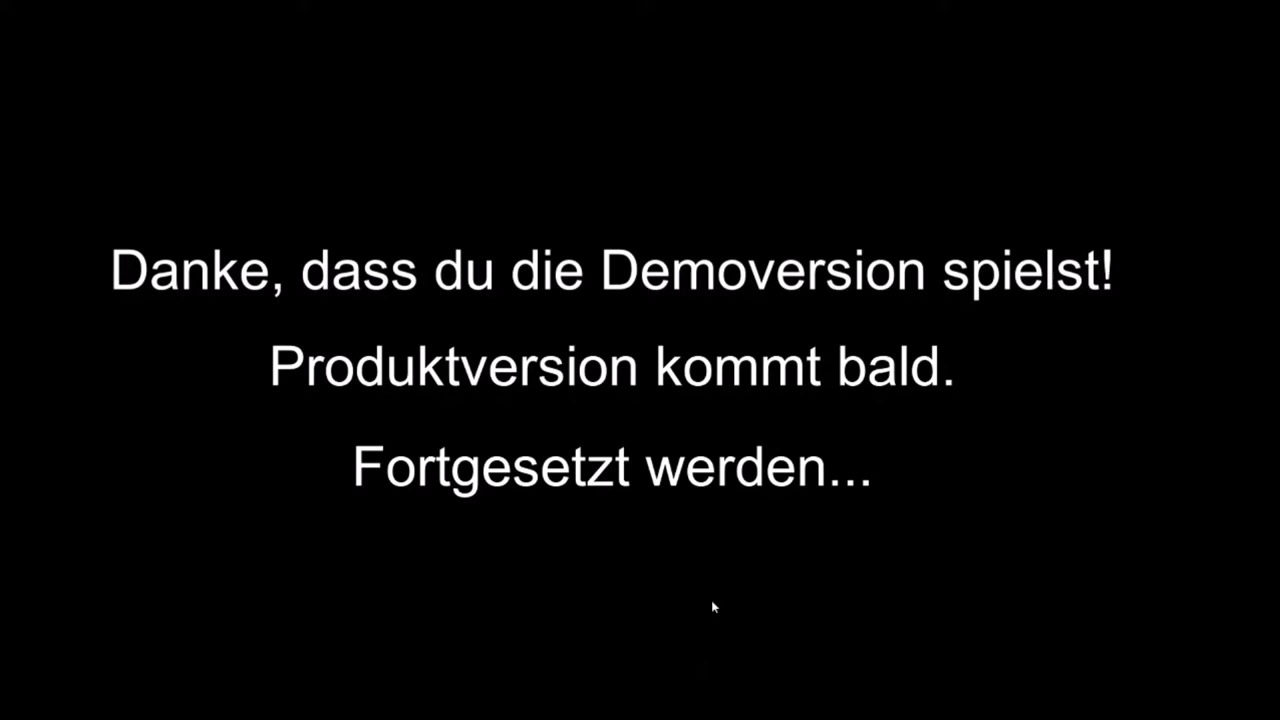 Danke, dass du die Demoversion spielst!
Produktversion kommt bald.
Fortgesetzt werden...